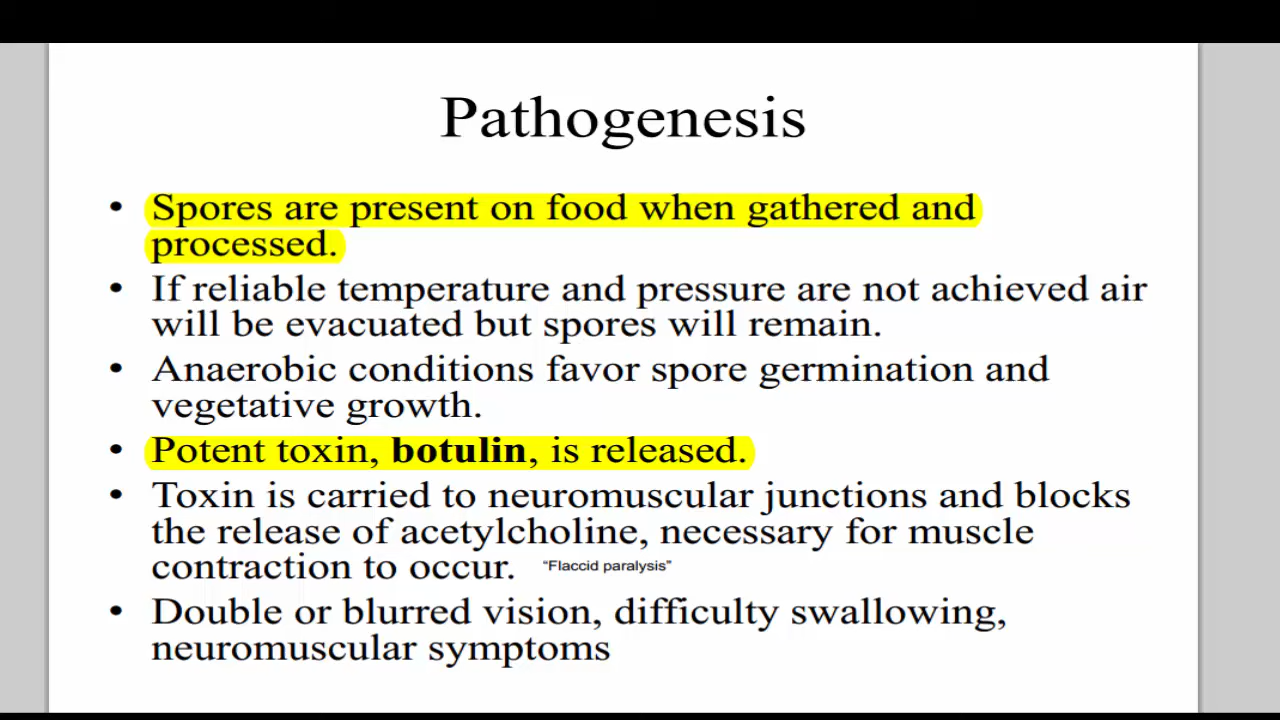 Pathogenesis
• Spores are present on food when gathered and
processed.
• If reliable temperature and pressure are not achieved air
will be evacuated but spores will remain.
• Anaerobic conditions favor spore germination and
vegetative growth.
• Potent toxin, botulin, is released.
• Toxin is carried to neuromuscular junctions and blocks
the release of acetylcholine, necessary for muscle
contraction to occur. “Flaccid paralysis”
• Double or blurred vision, difficulty swallowing,
neuromuscular symptoms